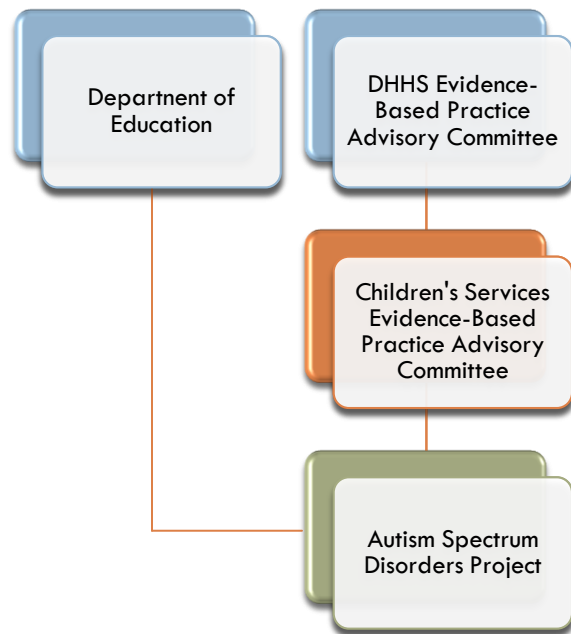 Department of
Education
DHHS Evidence-
Based Practice
Advisory Committee
Children's Services
Evidence-Based
Practice Advisory
Committee
Autism Spectrum
Disorders Project